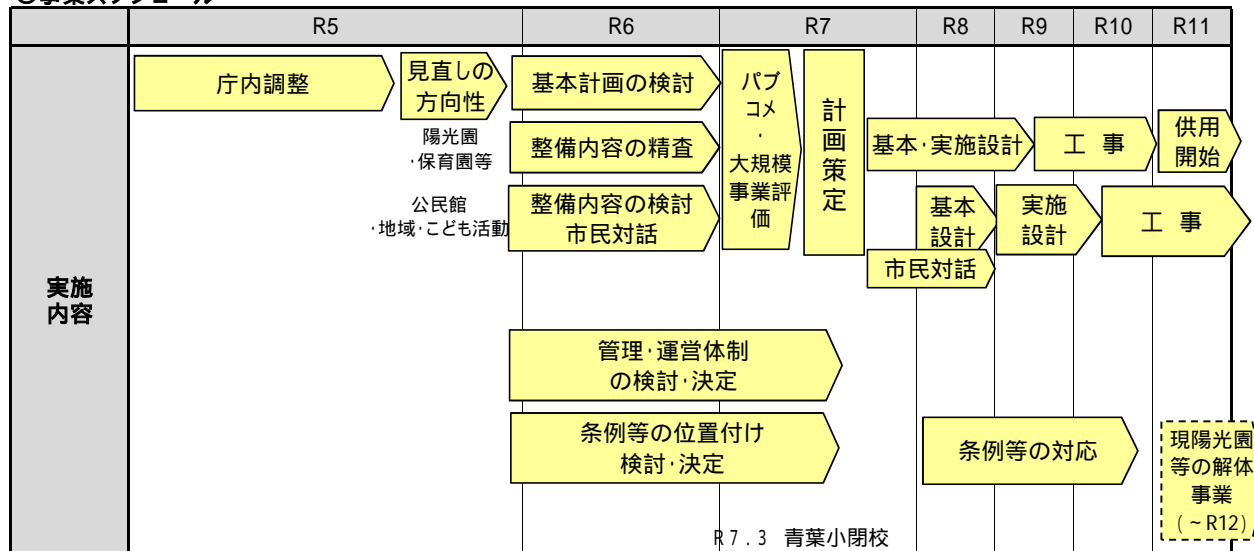 R5 R6 R7 R8 R9 R10 R11
実施
内容
庁内調整
見直しの
方向性
陽光園
・保育園等
公民館
・地域・こども活動
基本計画の検討
整備内容の精査
整備内容の検討
市民対話
パブ
コメ
・
大規模
事業評
価
計
画
策
定
基本・実施設計
工 事
供用
開始
基本
設計
実施
設計
工 事
市民対話
管理・運営体制
の検討・決定
条例等の位置付け
検討・決定
条例等の対応
現陽光園
等の解体
事業
(~R12)
R7.3 青葉小閉校